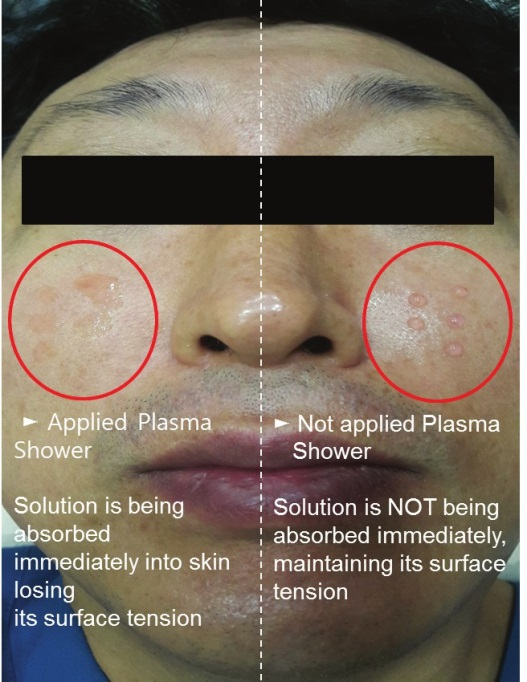 ► Applied Plasma
Shower
Solution is being
absorbed
immediately into skin
losing
its surface tension
► Not applied Plasma
Shower
Solution is NOT being
absorbed immediately,
maintaining its surface
tension